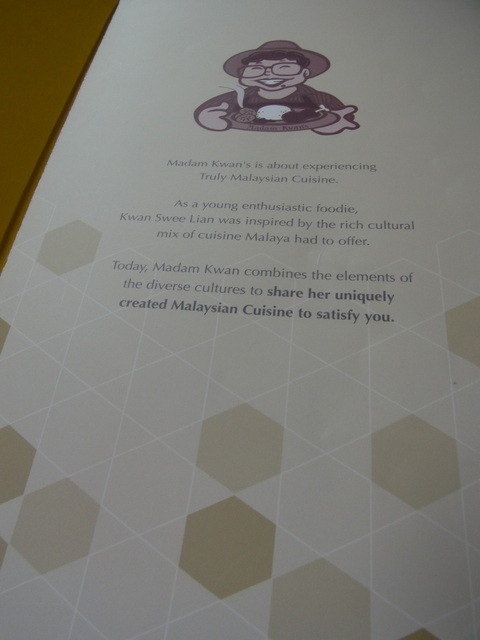 Madam Kwan's
Madam Kwan's is about experiencing
Truly Malaysian Cuisine.
As a young enthusiastic foodie,
Kwan Swee Lian was inspired by the rich cultural
mix of cuisine Malaya had to offer.
Today, Madam Kwan combines the elements of
the diverse cultures to share her uniquely
created Malaysian Cuisine to satisfy you.